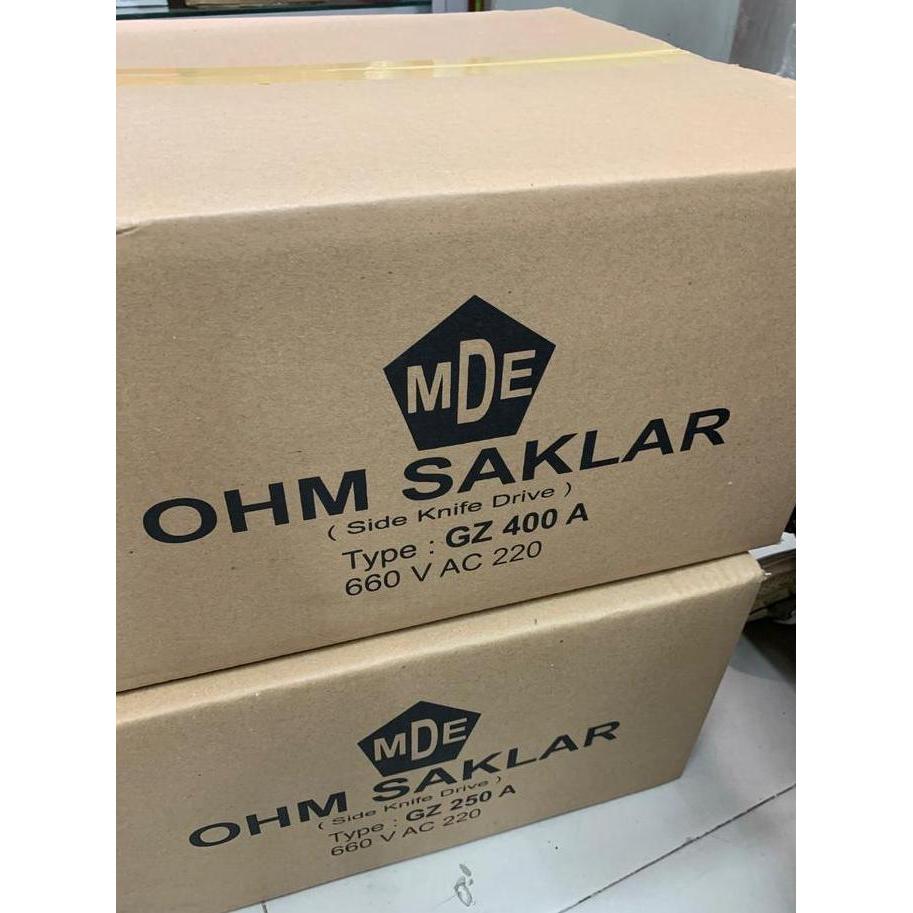 MDE
OHM SAKLAR
( Side Knife Drive )
Type : GZ 400 A
660 V AC 220
MDE
OHM SAKLAR
( Side Knife Drive )
Type : GZ 250 A
660 V AC 220